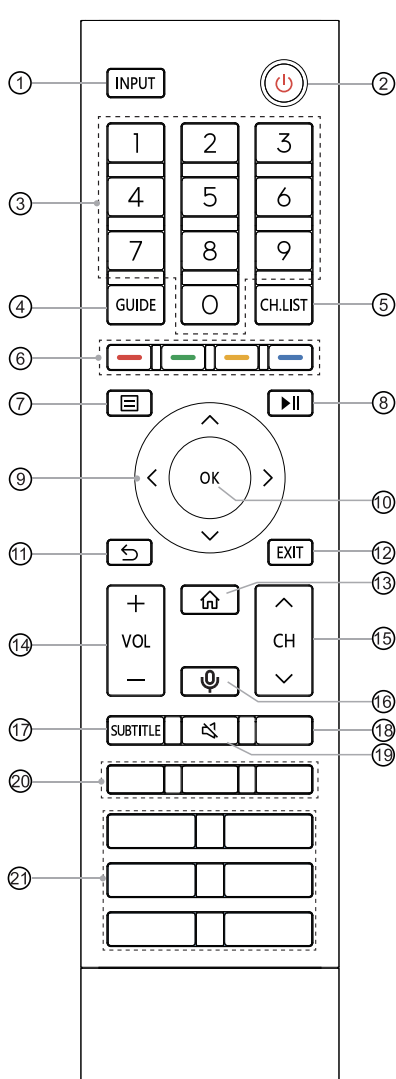 ① INPUT ②
1 2 3
③ 4 5 6
7 8 9
④ GUIDE 0 CH.LIST ⑤
⑥
⑦ ⑧
⑨ OK ⑩
⑪ EXIT ⑫
⑬
+
⑭ VOL CH ⑮
−
⑯
⑰ SUBTITLE ⑱
⑲
⑳
㉑